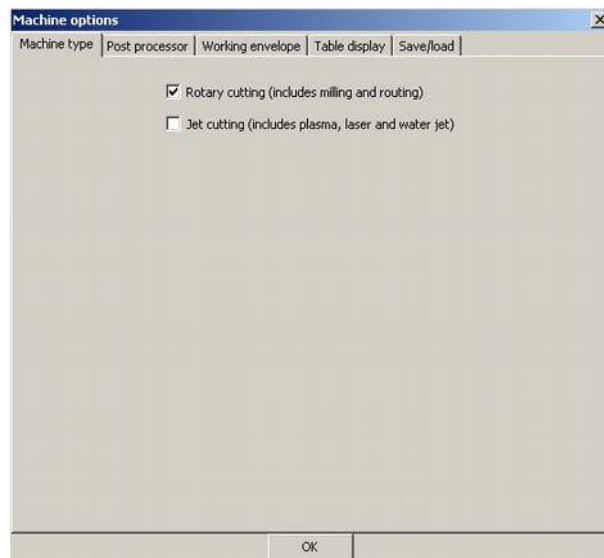 Machine options
Machine type Post processor Working envelope Table display Save/load
Rotary cutting (includes milling and routing)
Jet cutting (includes plasma, laser and water jet)
OK